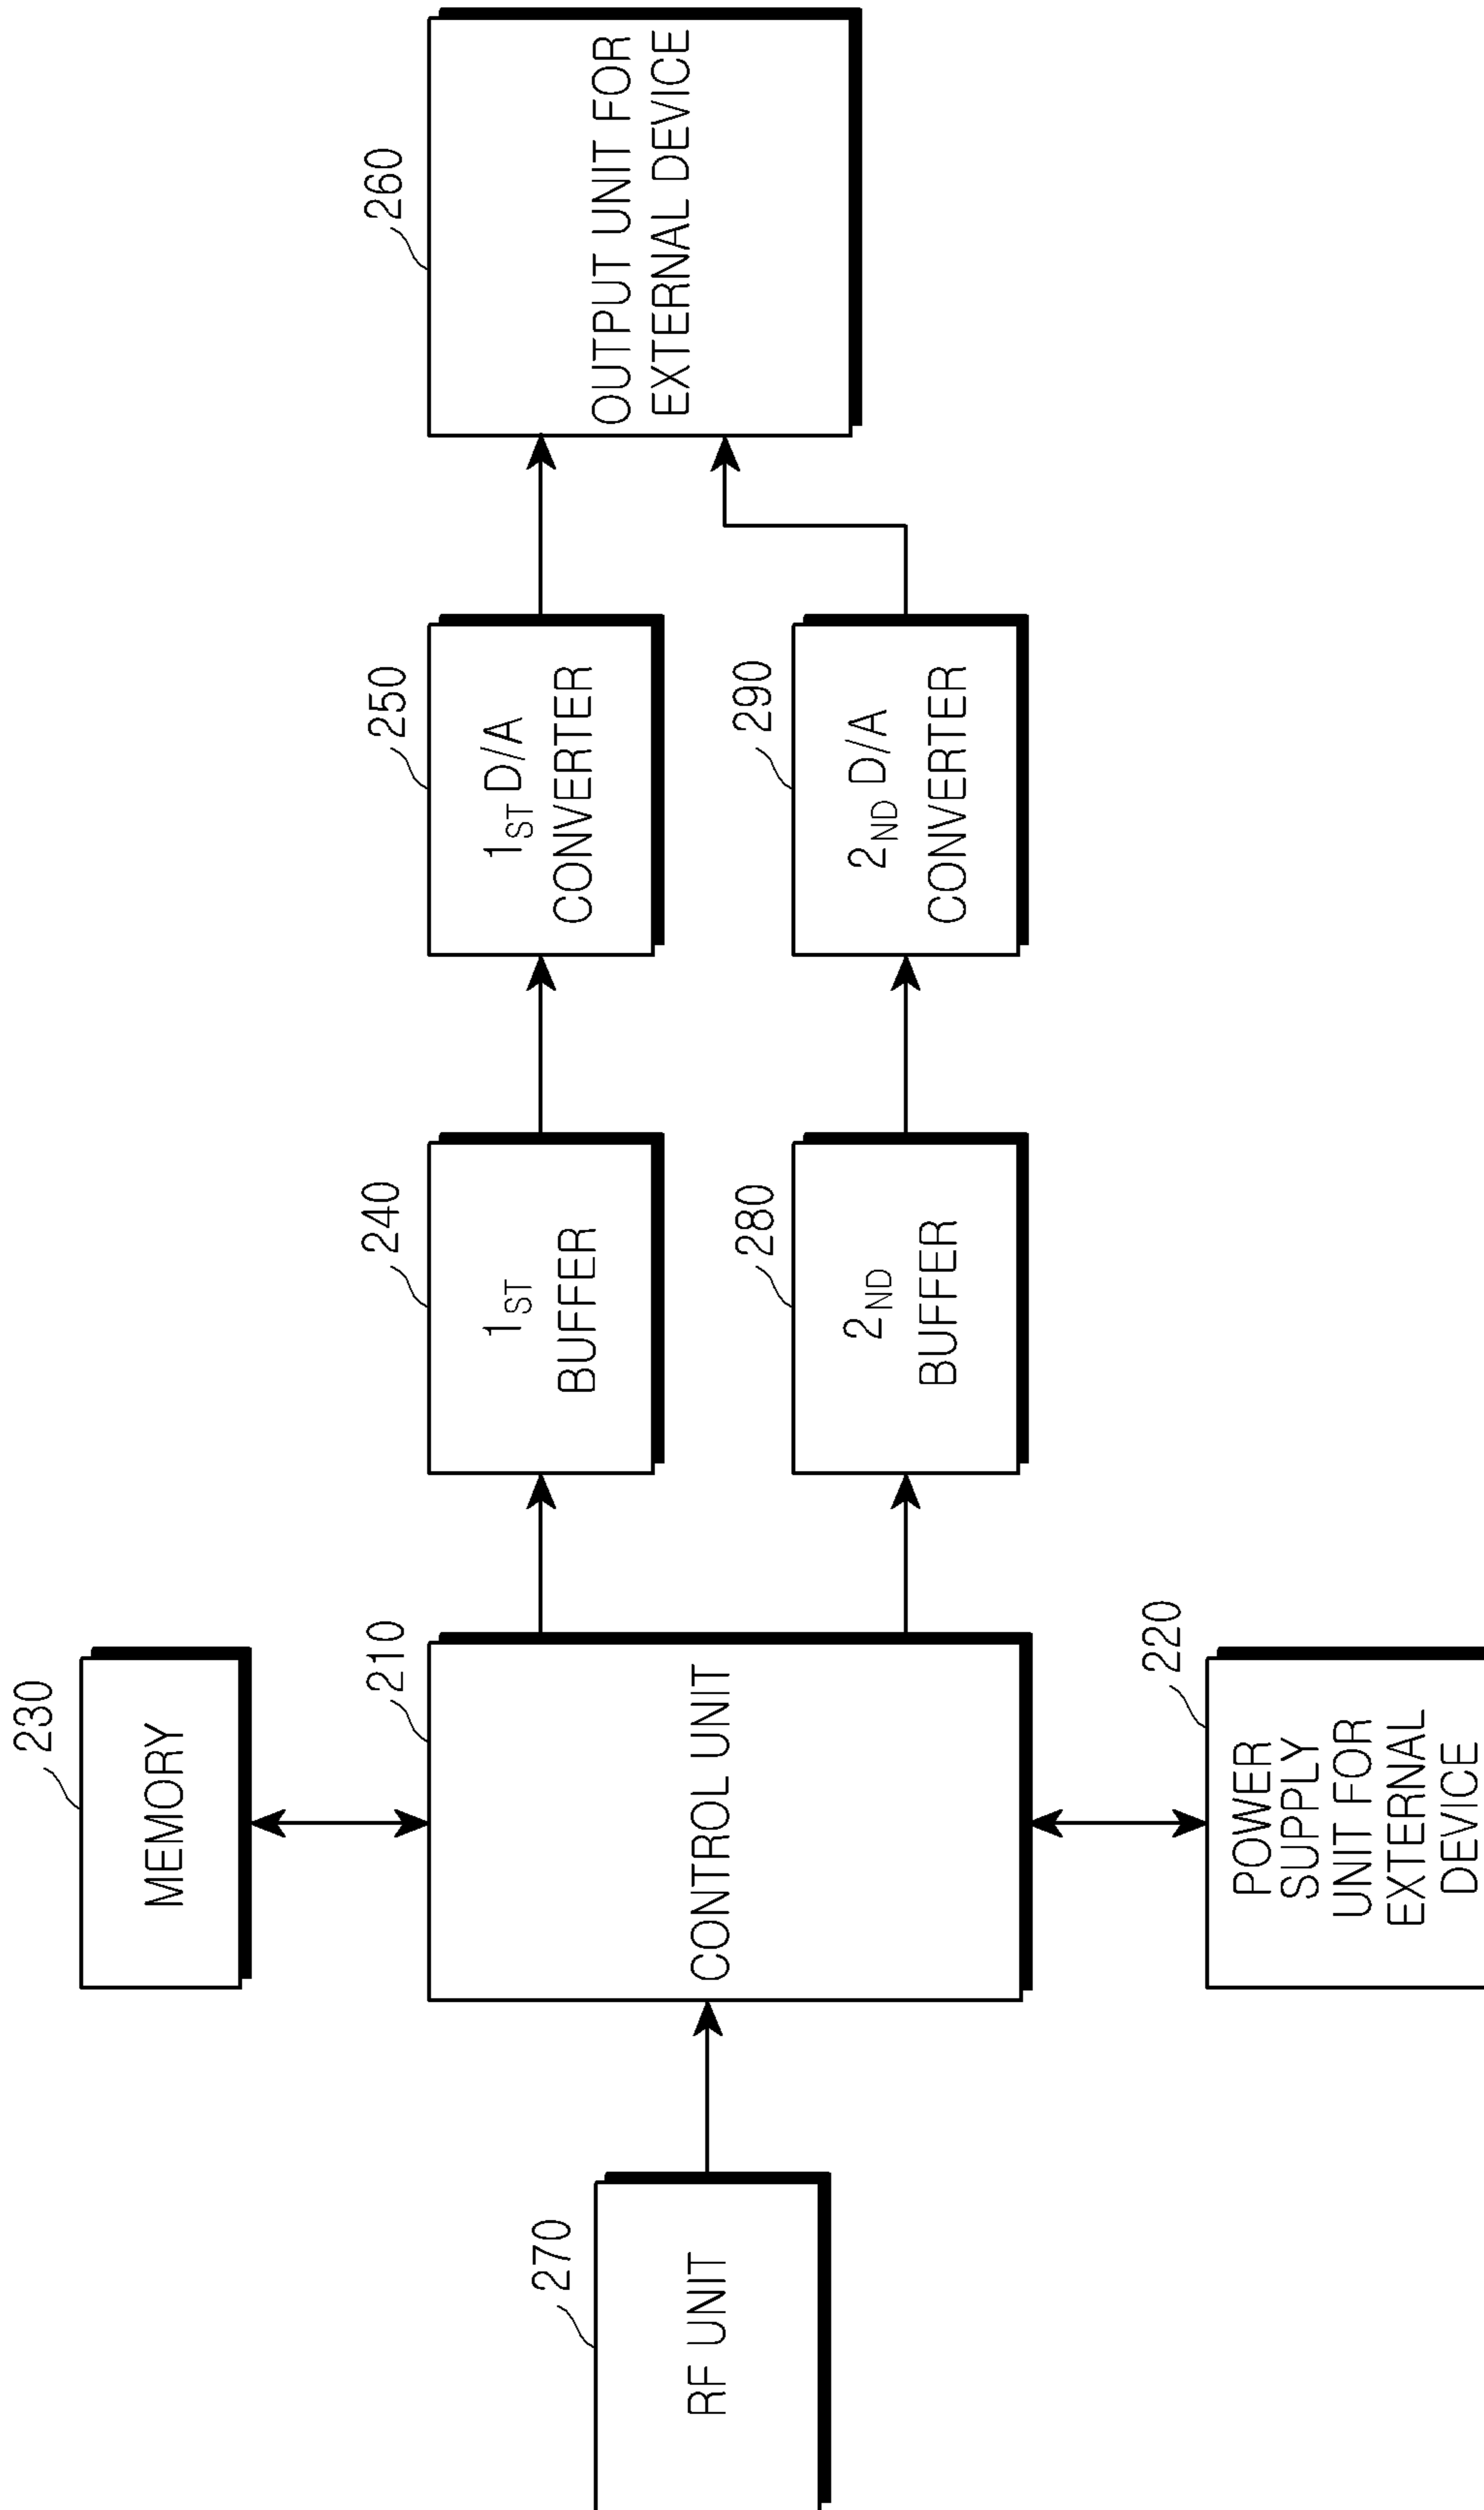 230
MEMORY
270
RF UNIT
210
CONTROL UNIT
240
1ST
BUFFER
250
1ST D/A
CONVERTER
260
OUTPUT UNIT FOR
EXTERNAL DEVICE
280
2ND
BUFFER
290
2ND D/A
CONVERTER
220
POWER
SUPPLY
UNIT FOR
EXTERNAL
DEVICE